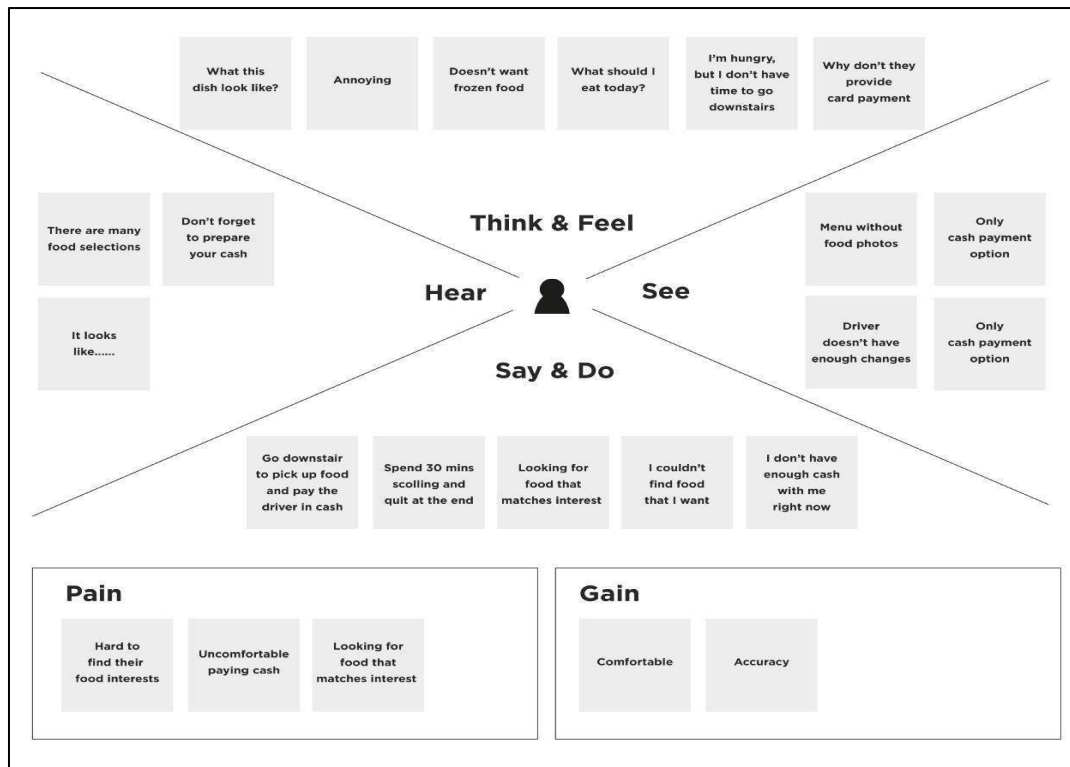 What this
dish look like?
Annoying
Doesn't want
frozen food
What should I
eat today?
I'm hungry,
but I don't have
time to go
downstairs
Why don't they
provide
card payment
Think & Feel
There are many
food selections
Don't forget
to prepare
your cash
It looks
like......
Hear
See
Menu without
food photos
Only
cash payment
option
Driver
doesn't have
enough changes
Only
cash payment
option
Say & Do
Go downstair
to pick up food
and pay the
driver in cash
Spend 30 mins
scolling and
quit at the end
Looking for
food that
matches interest
I couldn't
find food
that I want
I don't have
enough cash
with me
right now
Pain
Hard to
find their
food interests
Uncomfortable
paying cash
Looking for
food that
matches interest
Gain
Comfortable
Accuracy